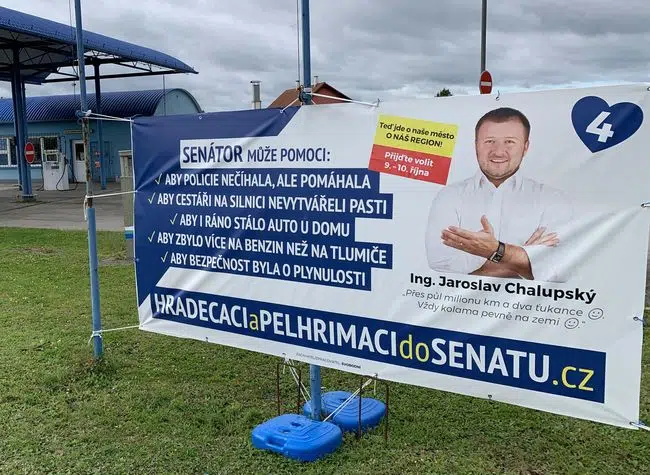 SENÁTOR MŮŽE POMOCI:
✓ ABY POLICIE NEČÍHALA, ALE POMÁHALA
✓ ABY CESTÁŘI NA SILNICI NEVYTVÁŘELI PASTI
✓ ABY I RÁNO STÁLO AUTO U DOMU
✓ ABY ZBYLO VÍCE NA BENZIN NEŽ NA TLUMIČE
✓ ABY BEZPEČNOST BYLA O PLYNULOSTI
Teď jde o naše město
O NÁŠ REGION!
Přijďte volit
9. - 10. října
4
Ing. Jaroslav Chalupský
„Přes půl milionu km a dva tukance ☺
Vždy kolama pevně na zemi ☺"
HRADECACIaPELHRIMACIdoSENATU.cz
SVOBODNÍ